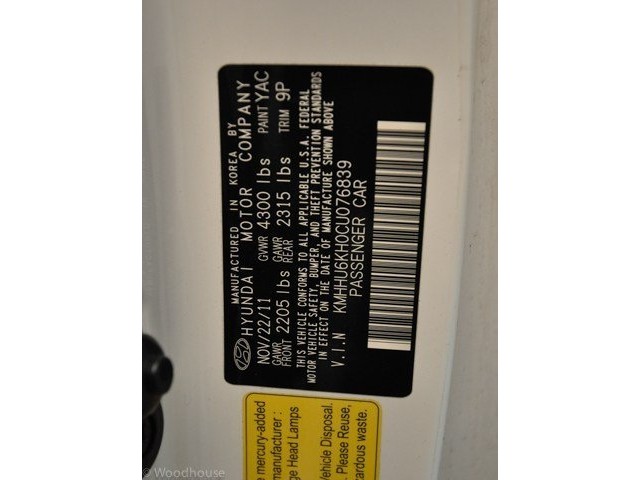 MANUFACTURED IN KOREA BY
HYUNDAI MOTOR COMPANY
NOV/22/11 GVWR 4300 lbs PAINT YAC
GAWR FRONT 2205 lbs GAWR REAR 2315 lbs TRIM 9P
THIS VEHICLE CONFORMS TO ALL APPLICABLE U.S.A. FEDERAL
MOTOR VEHICLE SAFETY, BUMPER, AND THEFT PREVENTION STANDARDS
IN EFFECT ON THE DATE OF MANUFACTURE SHOWN ABOVE
V.I.N KMHHU6KH0CU076839
PASSENGER CAR
e mercury-added
manufacturer :
ge Head Lamps
Vehicle Disposal.
. Please Reuse,
zardous waste.
© Woodhouse